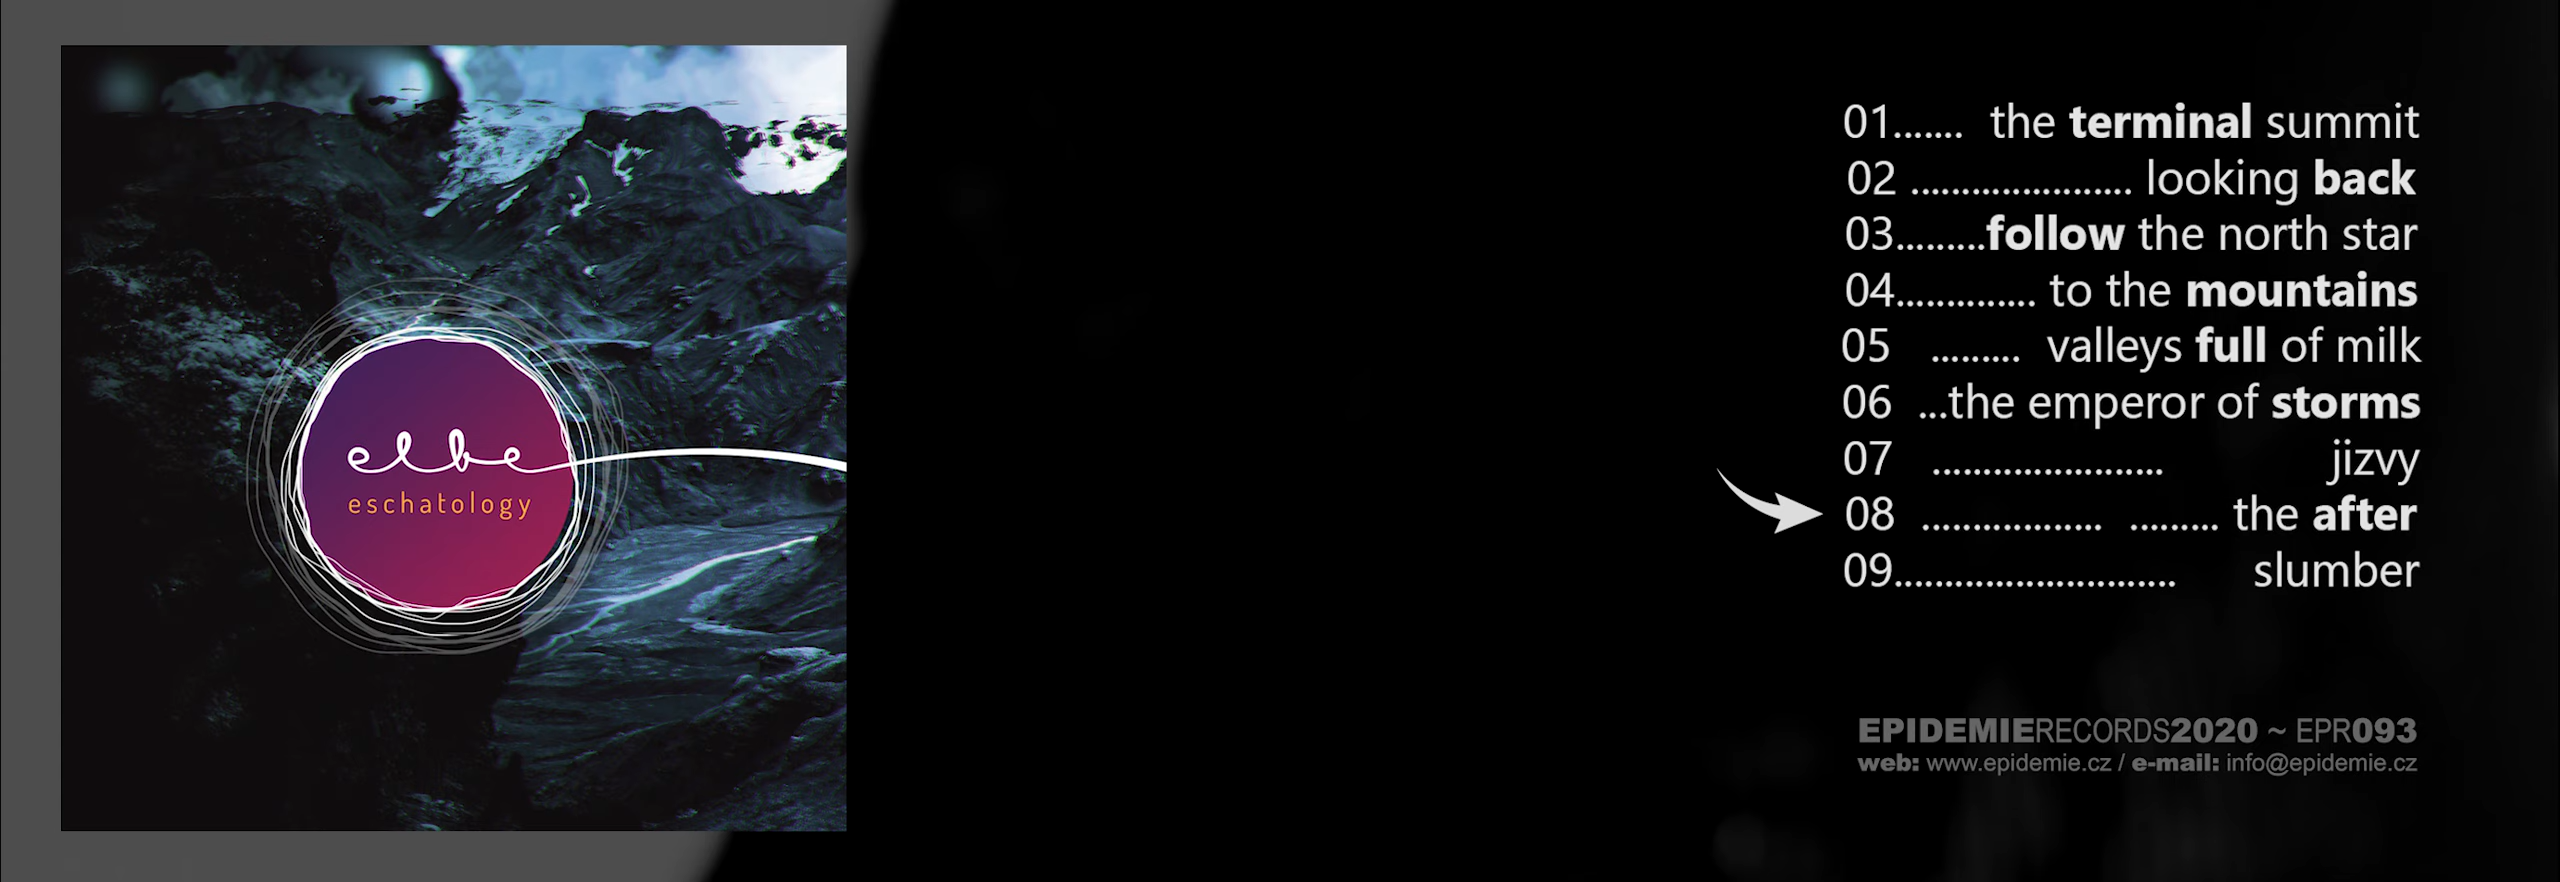 elbe
eschatology
01....... the terminal summit
02 ...................... looking back
03.........follow the north star
04.............. to the mountains
05 ......... valleys full of milk
06 ...the emperor of storms
07 ....................... jizvy
08 .................. ......... the after
09............................ slumber
EPIDEMIERECORDS2020 ~ EPR093
web: www.epidemie.cz / e-mail: info@epidemie.cz